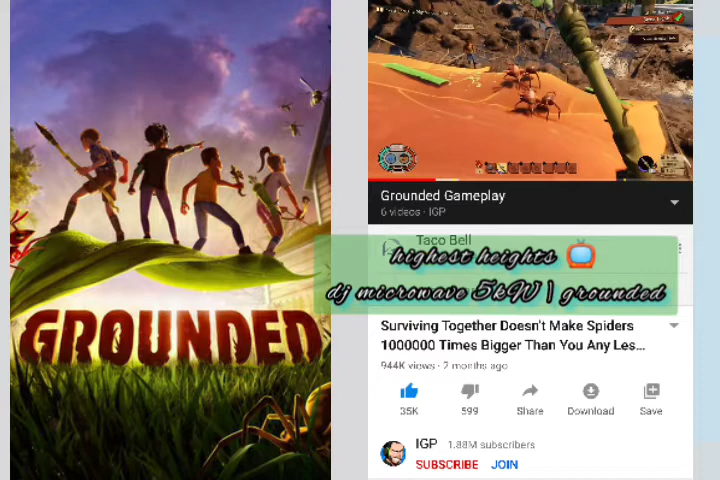 GROUNDED
Grounded Gameplay
6 videos · IGP
Taco Bell
highest heights 📺
dj microwave 5kW | grounded
Surviving Together Doesn't Make Spiders
1000000 Times Bigger Than You Any Les...
944K views · 2 months ago
35K 599 Share Download Save
IGP 1.88M subscribers
SUBSCRIBE JOIN